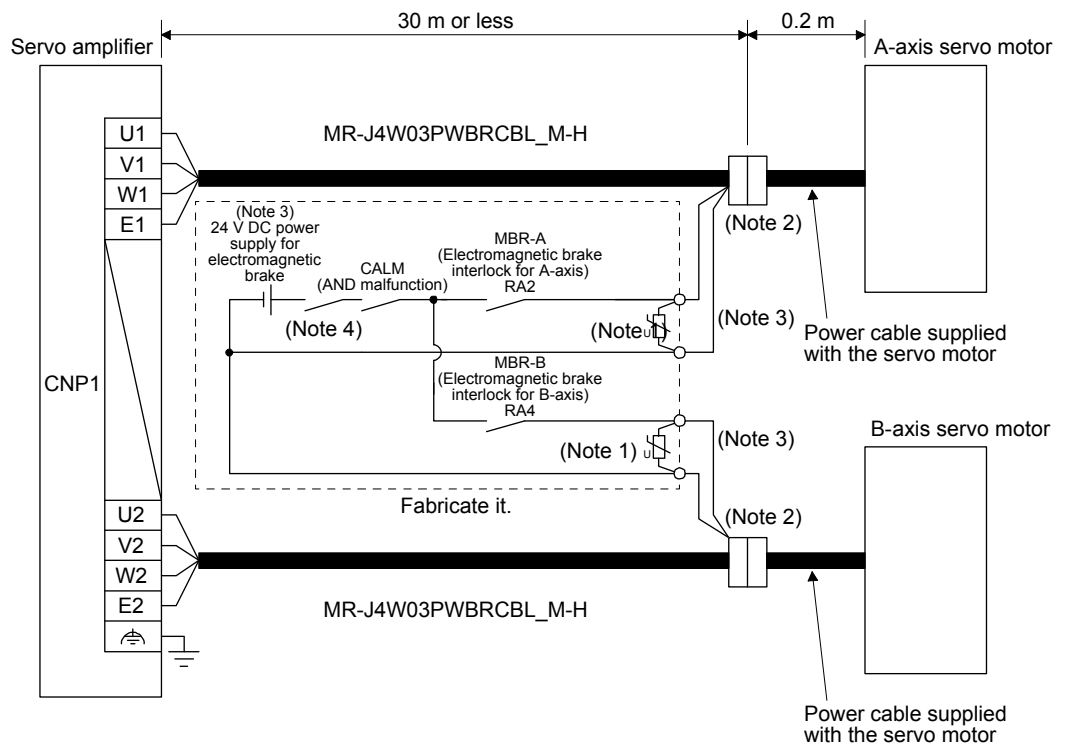 30 m or less
0.2 m
Servo amplifier
A-axis servo motor
MR-J4W03PWBRCBL_M-H
U1
V1
W1
E1
(Note 2)
(Note 3)
24 V DC power
supply for
electromagnetic
brake
CALM
(AND malfunction)
(Note 4)
MBR-A
(Electromagnetic brake
interlock for A-axis)
RA2
(Note
U
(Note 3)
Power cable supplied
with the servo motor
CNP1
MBR-B
(Electromagnetic brake
interlock for B-axis)
RA4
(Note 1)
U
(Note 3)
B-axis servo motor
Fabricate it.
(Note 2)
U2
V2
W2
E2
MR-J4W03PWBRCBL_M-H
Power cable supplied
with the servo motor